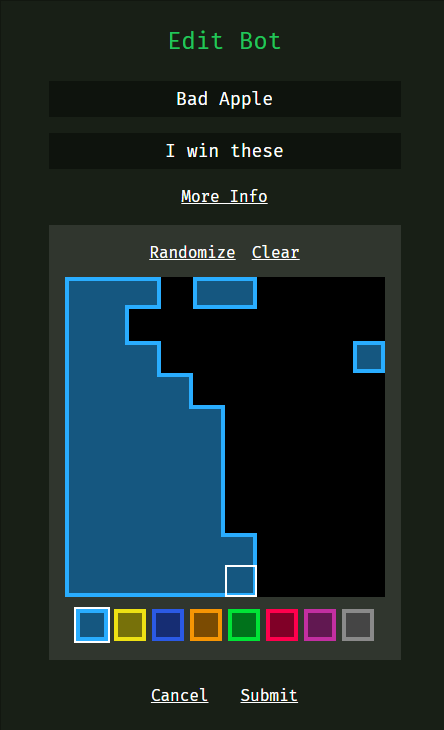 Edit Bot
Bad Apple
I win these
More Info
Randomize Clear
Cancel Submit